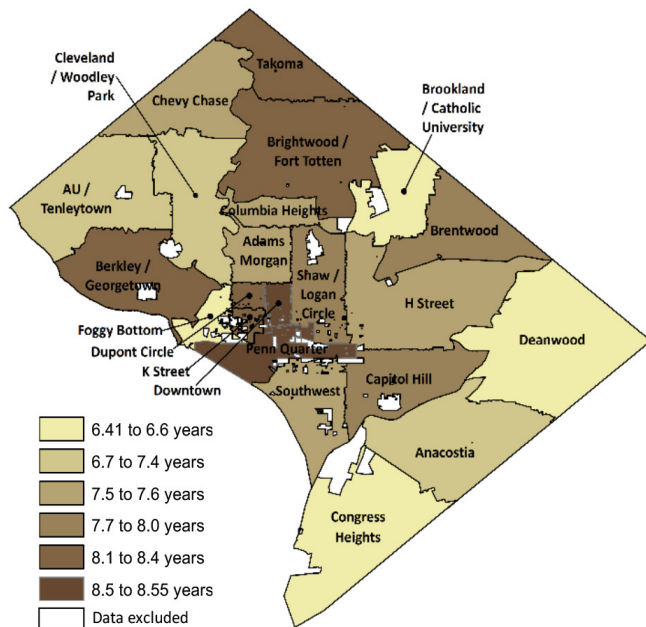 Cleveland
/ Woodley
Park
Takoma
Chevy Chase
Brookland
/ Catholic
University
Brightwood /
Fort Totten
AU /
Tenleytown
Columbia Heights
Brentwood
Adams
Morgan
Berkley /
Georgetown
Shaw /
Logan
Circle
H Street
Foggy Bottom
Dupont Circle
K Street
Downtown
Penn Quarter
Deanwood
Southwest
Capitol Hill
Anacostia
Congress
Heights
6.41 to 6.6 years
6.7 to 7.4 years
7.5 to 7.6 years
7.7 to 8.0 years
8.1 to 8.4 years
8.5 to 8.55 years
Data excluded